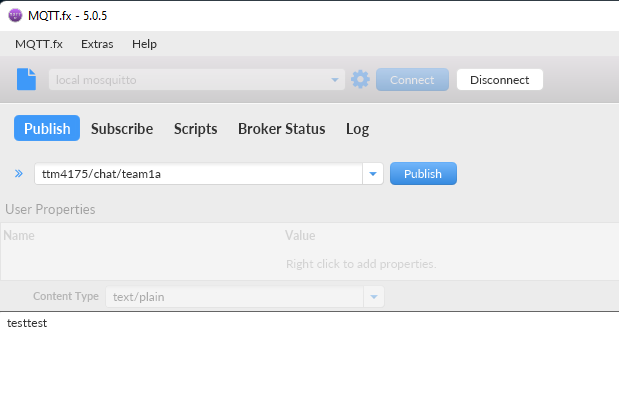 MQTT.fx - 5.0.5
MQTT.fx Extras Help
local mosquitto Connect Disconnect
Publish Subscribe Scripts Broker Status Log
ttm4175/chat/team1a Publish
User Properties
Name Value
Right click to add properties.
Content Type text/plain
testtest